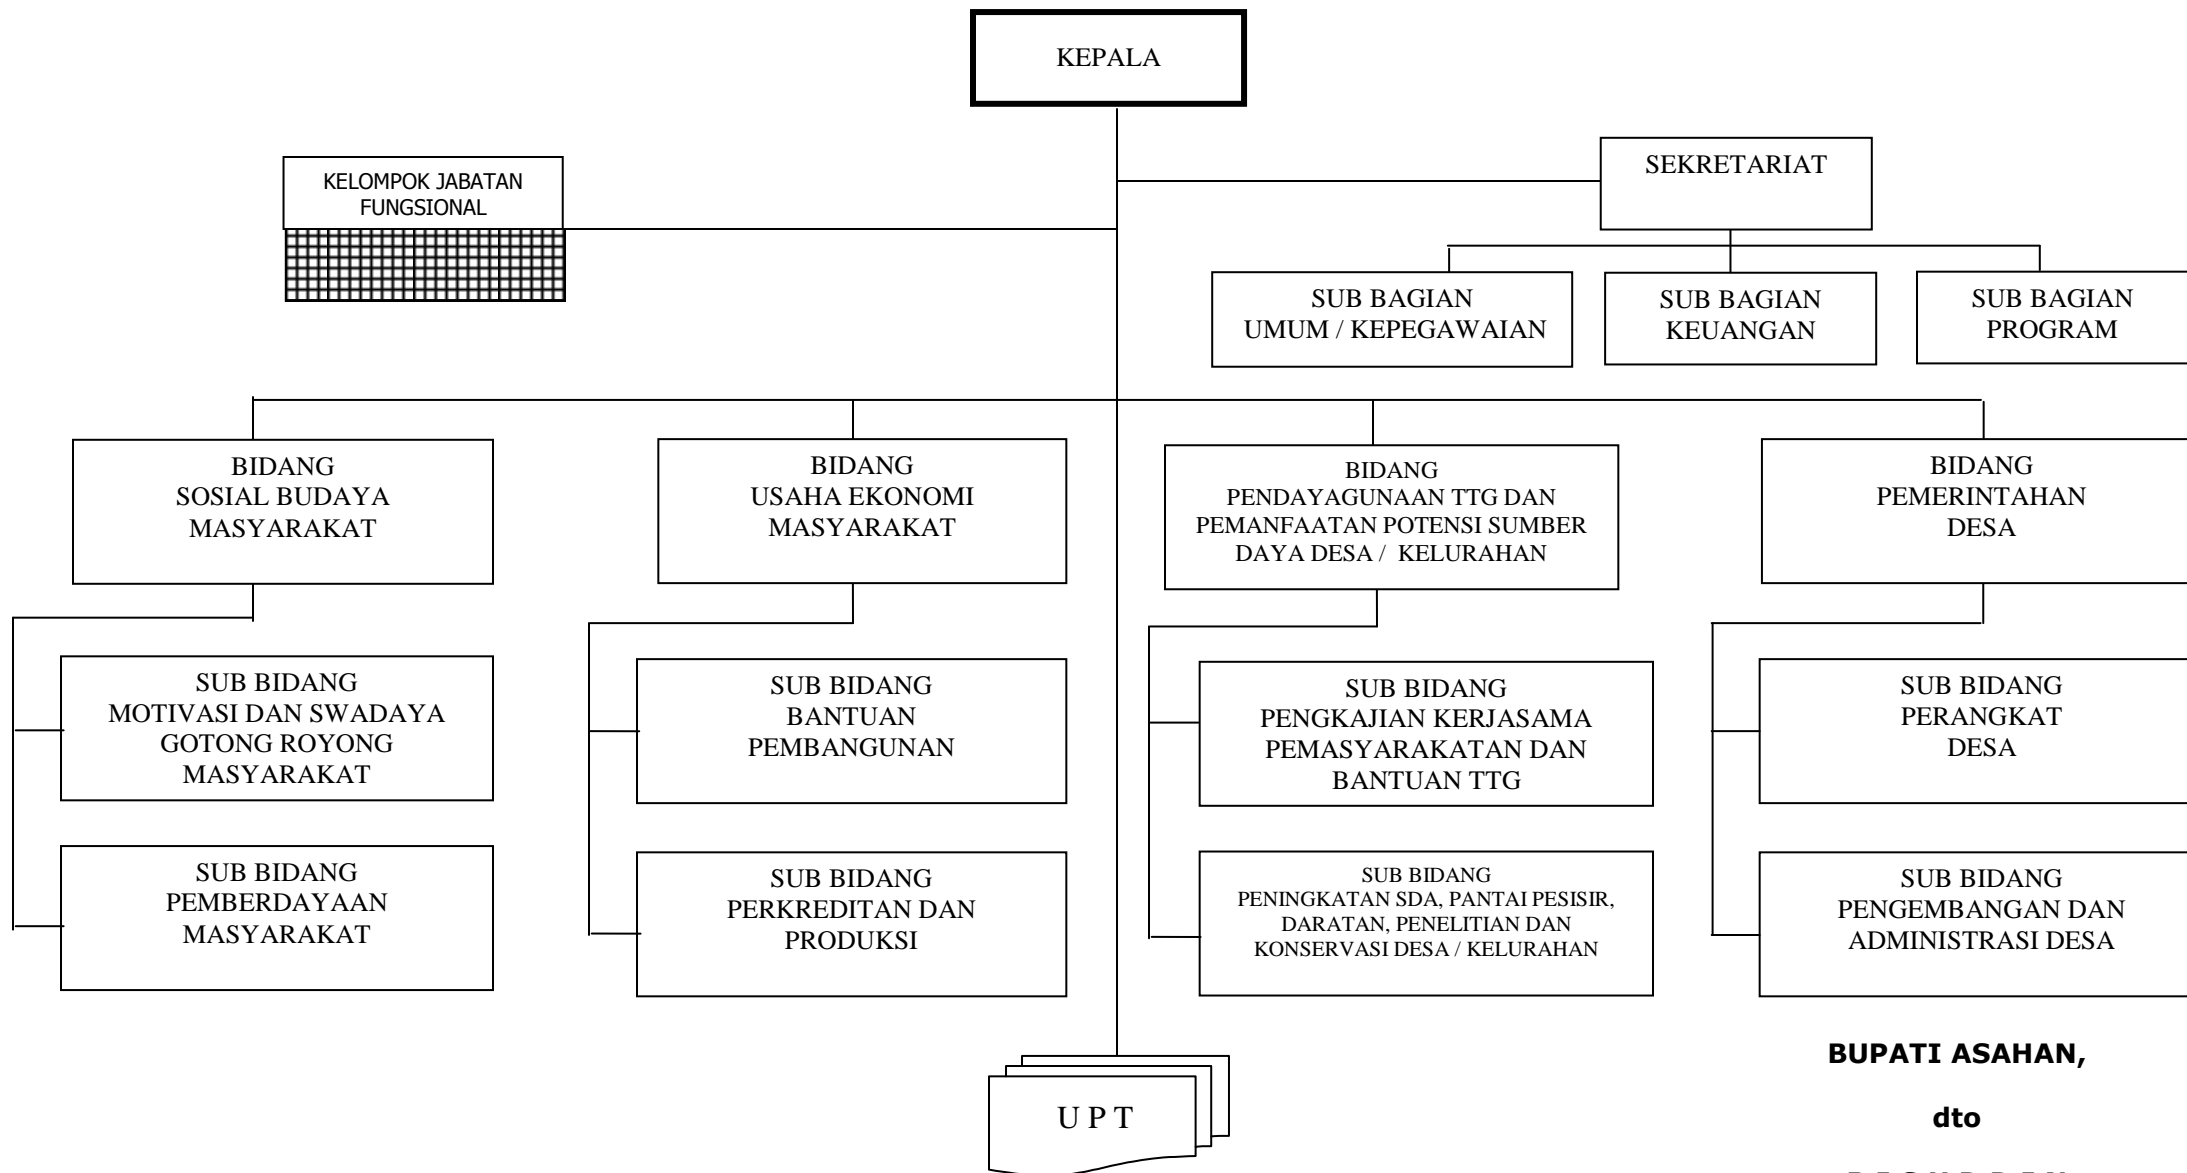 KEPALA
SEKRETARIAT
KELOMPOK JABATAN
FUNGSIONAL
SUB BAGIAN
UMUM / KEPEGAWAIAN
SUB BAGIAN
KEUANGAN
SUB BAGIAN
PROGRAM
BIDANG
SOSIAL BUDAYA
MASYARAKAT
BIDANG
USAHA EKONOMI
MASYARAKAT
BIDANG
PENDAYAGUNAAN TTG DAN
PEMANFAATAN POTENSI SUMBER
DAYA DESA / KELURAHAN
BIDANG
PEMERINTAHAN
DESA
SUB BIDANG
MOTIVASI DAN SWADAYA
GOTONG ROYONG
MASYARAKAT
SUB BIDANG
BANTUAN
PEMBANGUNAN
SUB BIDANG
PENGKAJIAN KERJASAMA
PEMASYARAKATAN DAN
BANTUAN TTG
SUB BIDANG
PERANGKAT
DESA
SUB BIDANG
PEMBERDAYAAN
MASYARAKAT
SUB BIDANG
PERKREDITAN DAN
PRODUKSI
SUB BIDANG
PENINGKATAN SDA, PANTAI PESISIR,
DARATAN, PENELITIAN DAN
KONSERVASI DESA / KELURAHAN
SUB BIDANG
PENGEMBANGAN DAN
ADMINISTRASI DESA
U P T
BUPATI ASAHAN,
dto